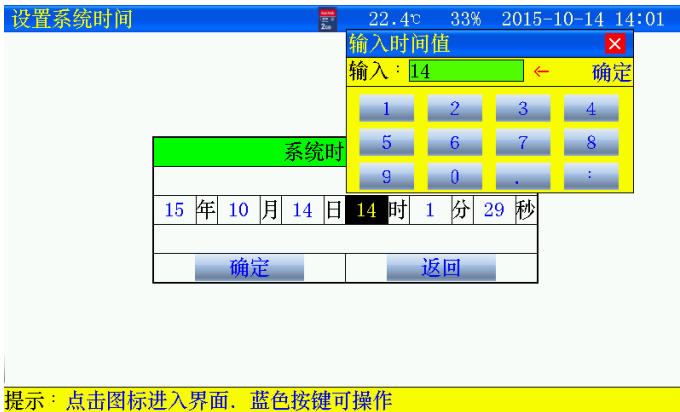 设置系统时间 22.4℃ 33% 2015-10-14 14:01
输入时间值
输入：14 ← 确定
1 2 3 4
5 6 7 8
9 0 . :
系统时
15 年 10 月 14 日 14 时 1 分 29 秒
确定 返回
提示：点击图标进入界面．蓝色按键可操作